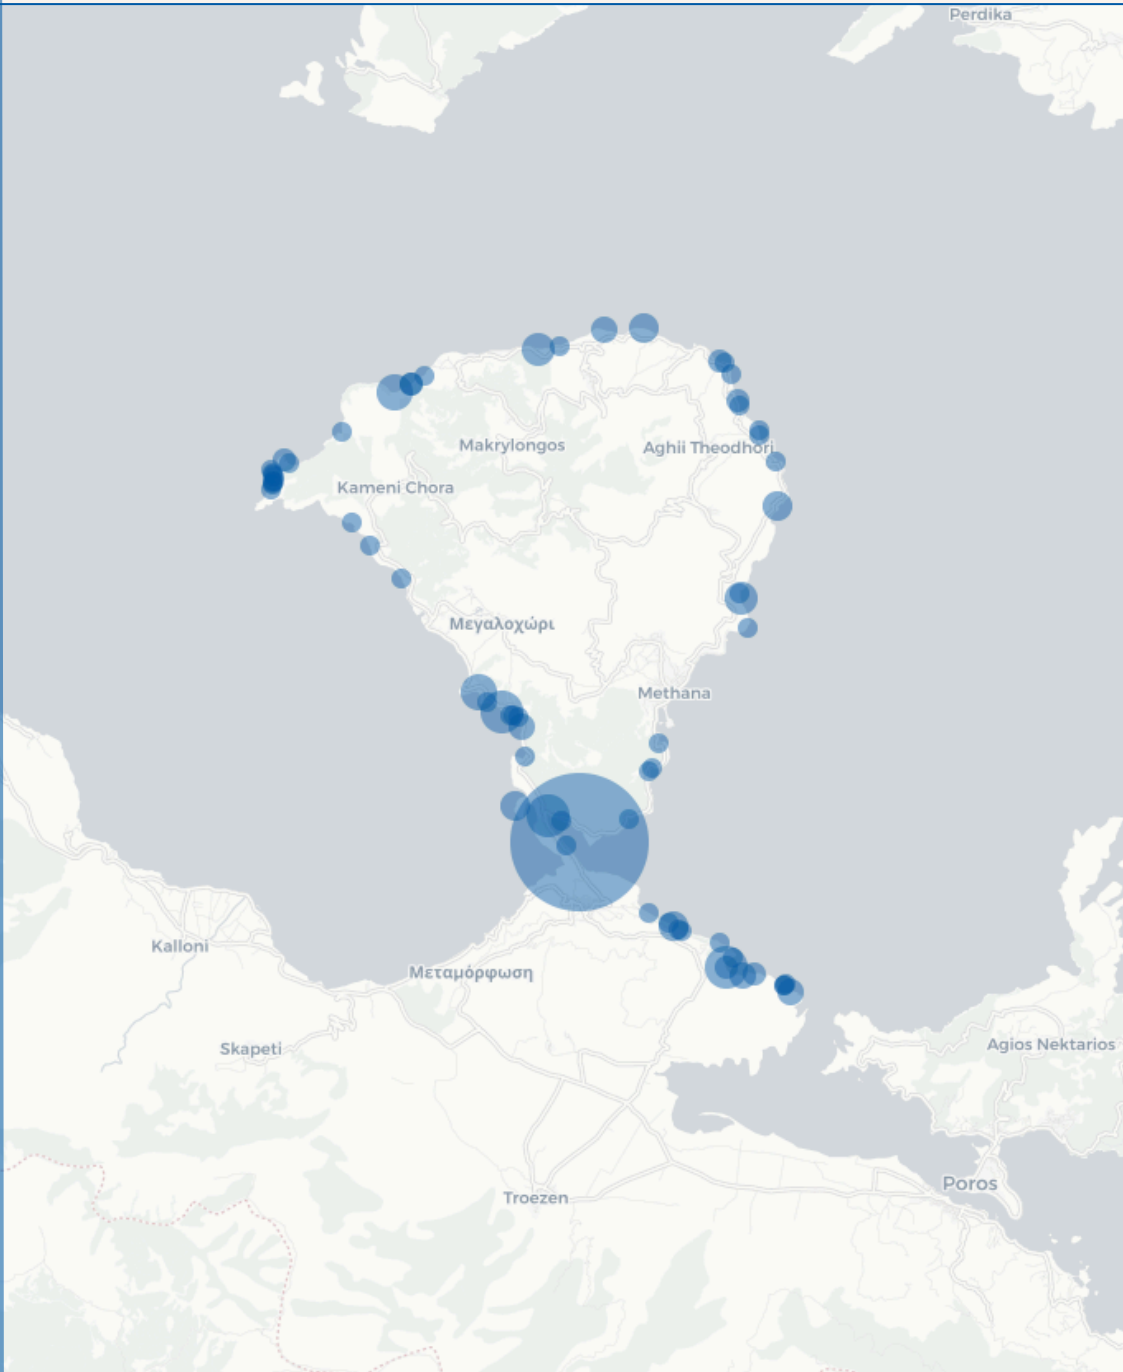 Perdika
Makrylongos
Aghii Theodhori
Kameni Chora
Μεγαλοχώρι
Methana
Kalloni
Μεταμόρφωση
Skapeti
Agios Nektarios
Poros
Troezen